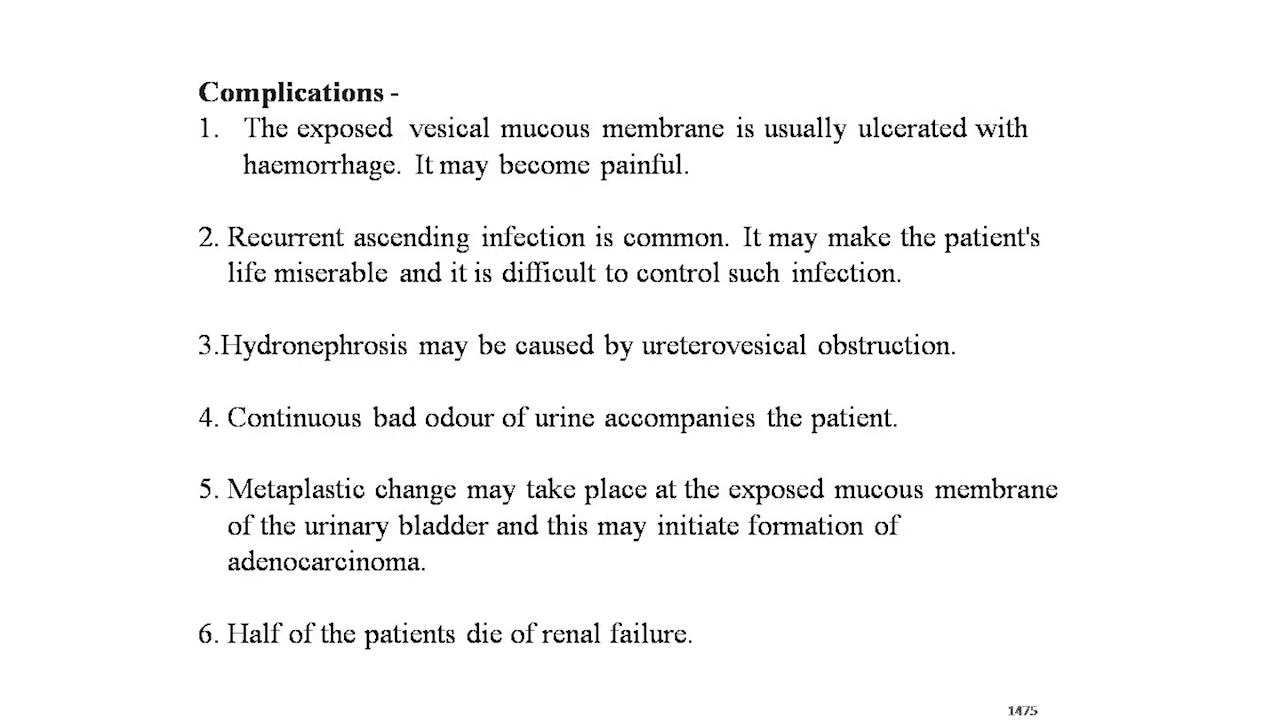 Complications -
1. The exposed vesical mucous membrane is usually ulcerated with
haemorrhage. It may become painful.
2. Recurrent ascending infection is common. It may make the patient's
life miserable and it is difficult to control such infection.
3.Hydronephrosis may be caused by ureterovesical obstruction.
4. Continuous bad odour of urine accompanies the patient.
5. Metaplastic change may take place at the exposed mucous membrane
of the urinary bladder and this may initiate formation of
adenocarcinoma.
6. Half of the patients die of renal failure.
1475